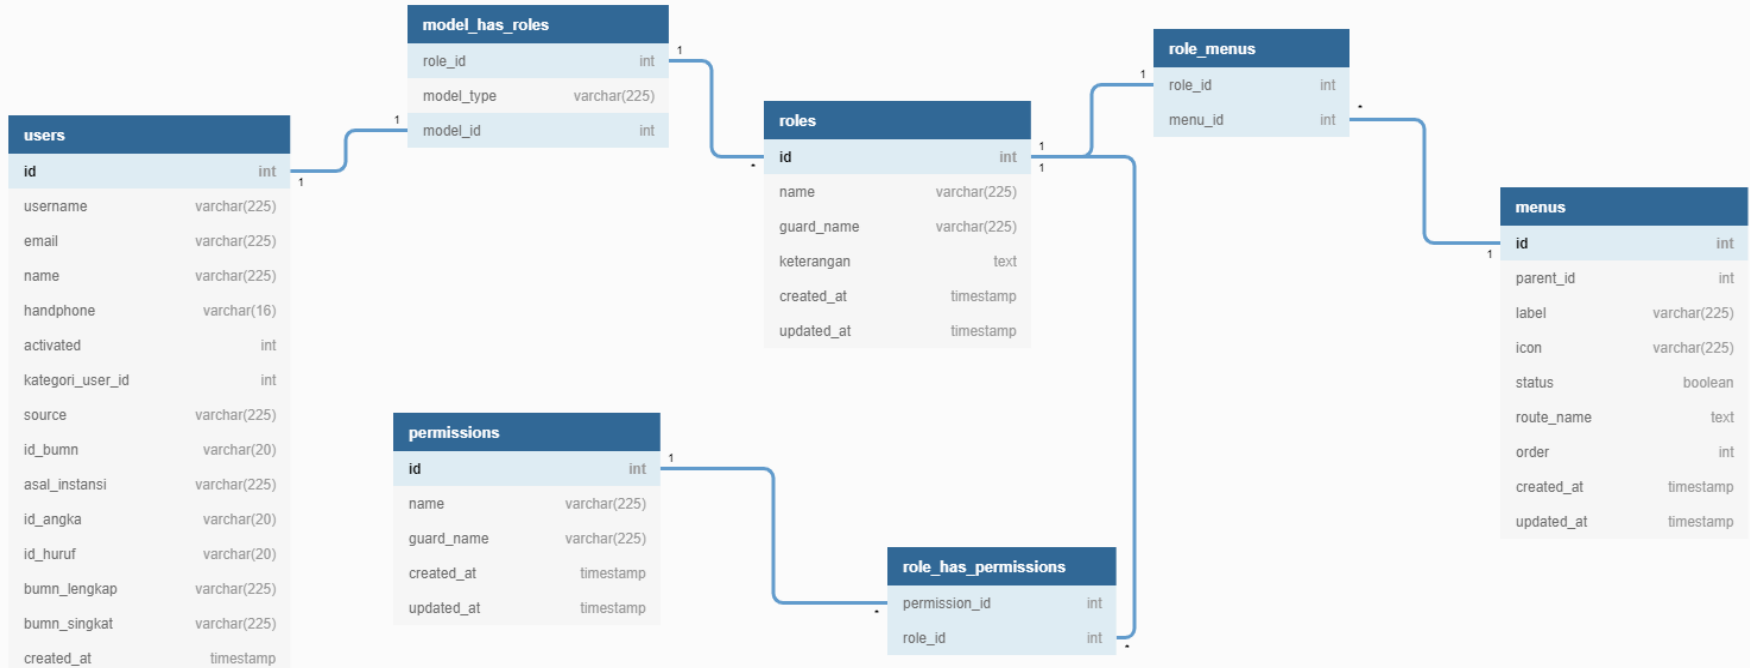 model_has_roles
role_id int
model_type varchar(225)
model_id int
1
1
users
id int
username varchar(225)
email varchar(225)
name varchar(225)
handphone varchar(16)
activated int
kategori_user_id int
source varchar(225)
id_bumn varchar(20)
asal_instansi varchar(225)
id_angka varchar(20)
id_huruf varchar(20)
bumn_lengkap varchar(225)
bumn_singkat varchar(225)
created_at timestamp
1
roles
id int
name varchar(225)
guard_name varchar(225)
keterangan text
created_at timestamp
updated_at timestamp
*
1
1
role_menus
role_id int
menu_id int
1
*
menus
id int
parent_id int
label varchar(225)
icon varchar(225)
status boolean
route_name text
order int
created_at timestamp
updated_at timestamp
1
permissions
id int
name varchar(225)
guard_name varchar(225)
created_at timestamp
updated_at timestamp
1
role_has_permissions
permission_id int
role_id int
*
*